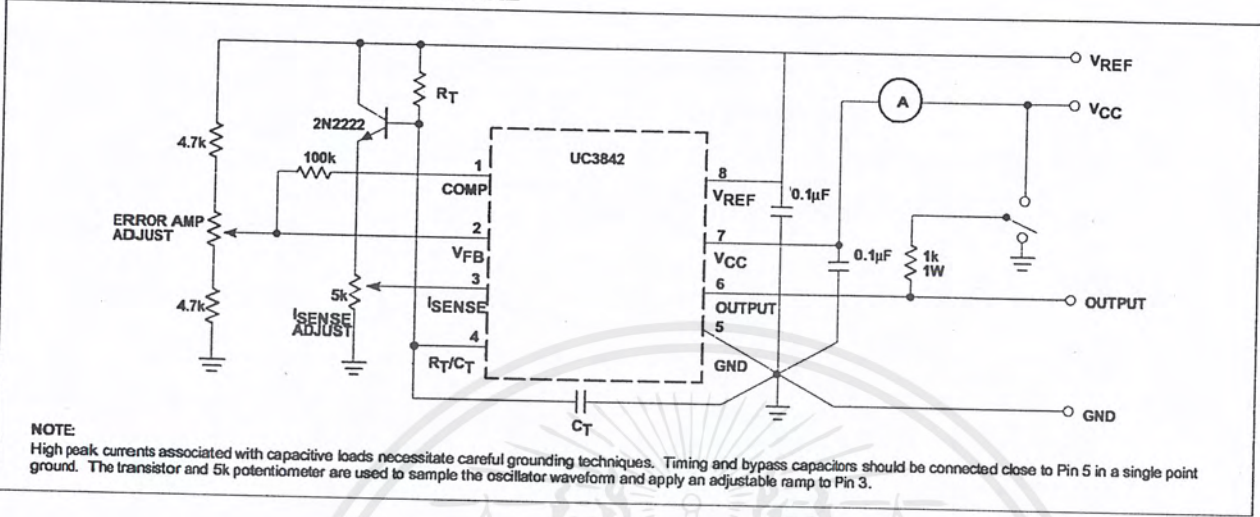 VREF
A
VCC
RT
2N2222
4.7k
100k
1
COMP
UC3842
8
VREF
0.1µF
ERROR AMP
ADJUST
2
VFB
7
VCC
0.1µF
1k
1W
3
ISENSE
5k
ISENSE
ADJUST
6
OUTPUT
OUTPUT
4.7k
4
RT/CT
5
GND
GND
CT
NOTE:
High peak currents associated with capacitive loads necessitate careful grounding techniques. Timing and bypass capacitors should be connected close to Pin 5 in a single point
ground. The transistor and 5k potentiometer are used to sample the oscillator waveform and apply an adjustable ramp to Pin 3.